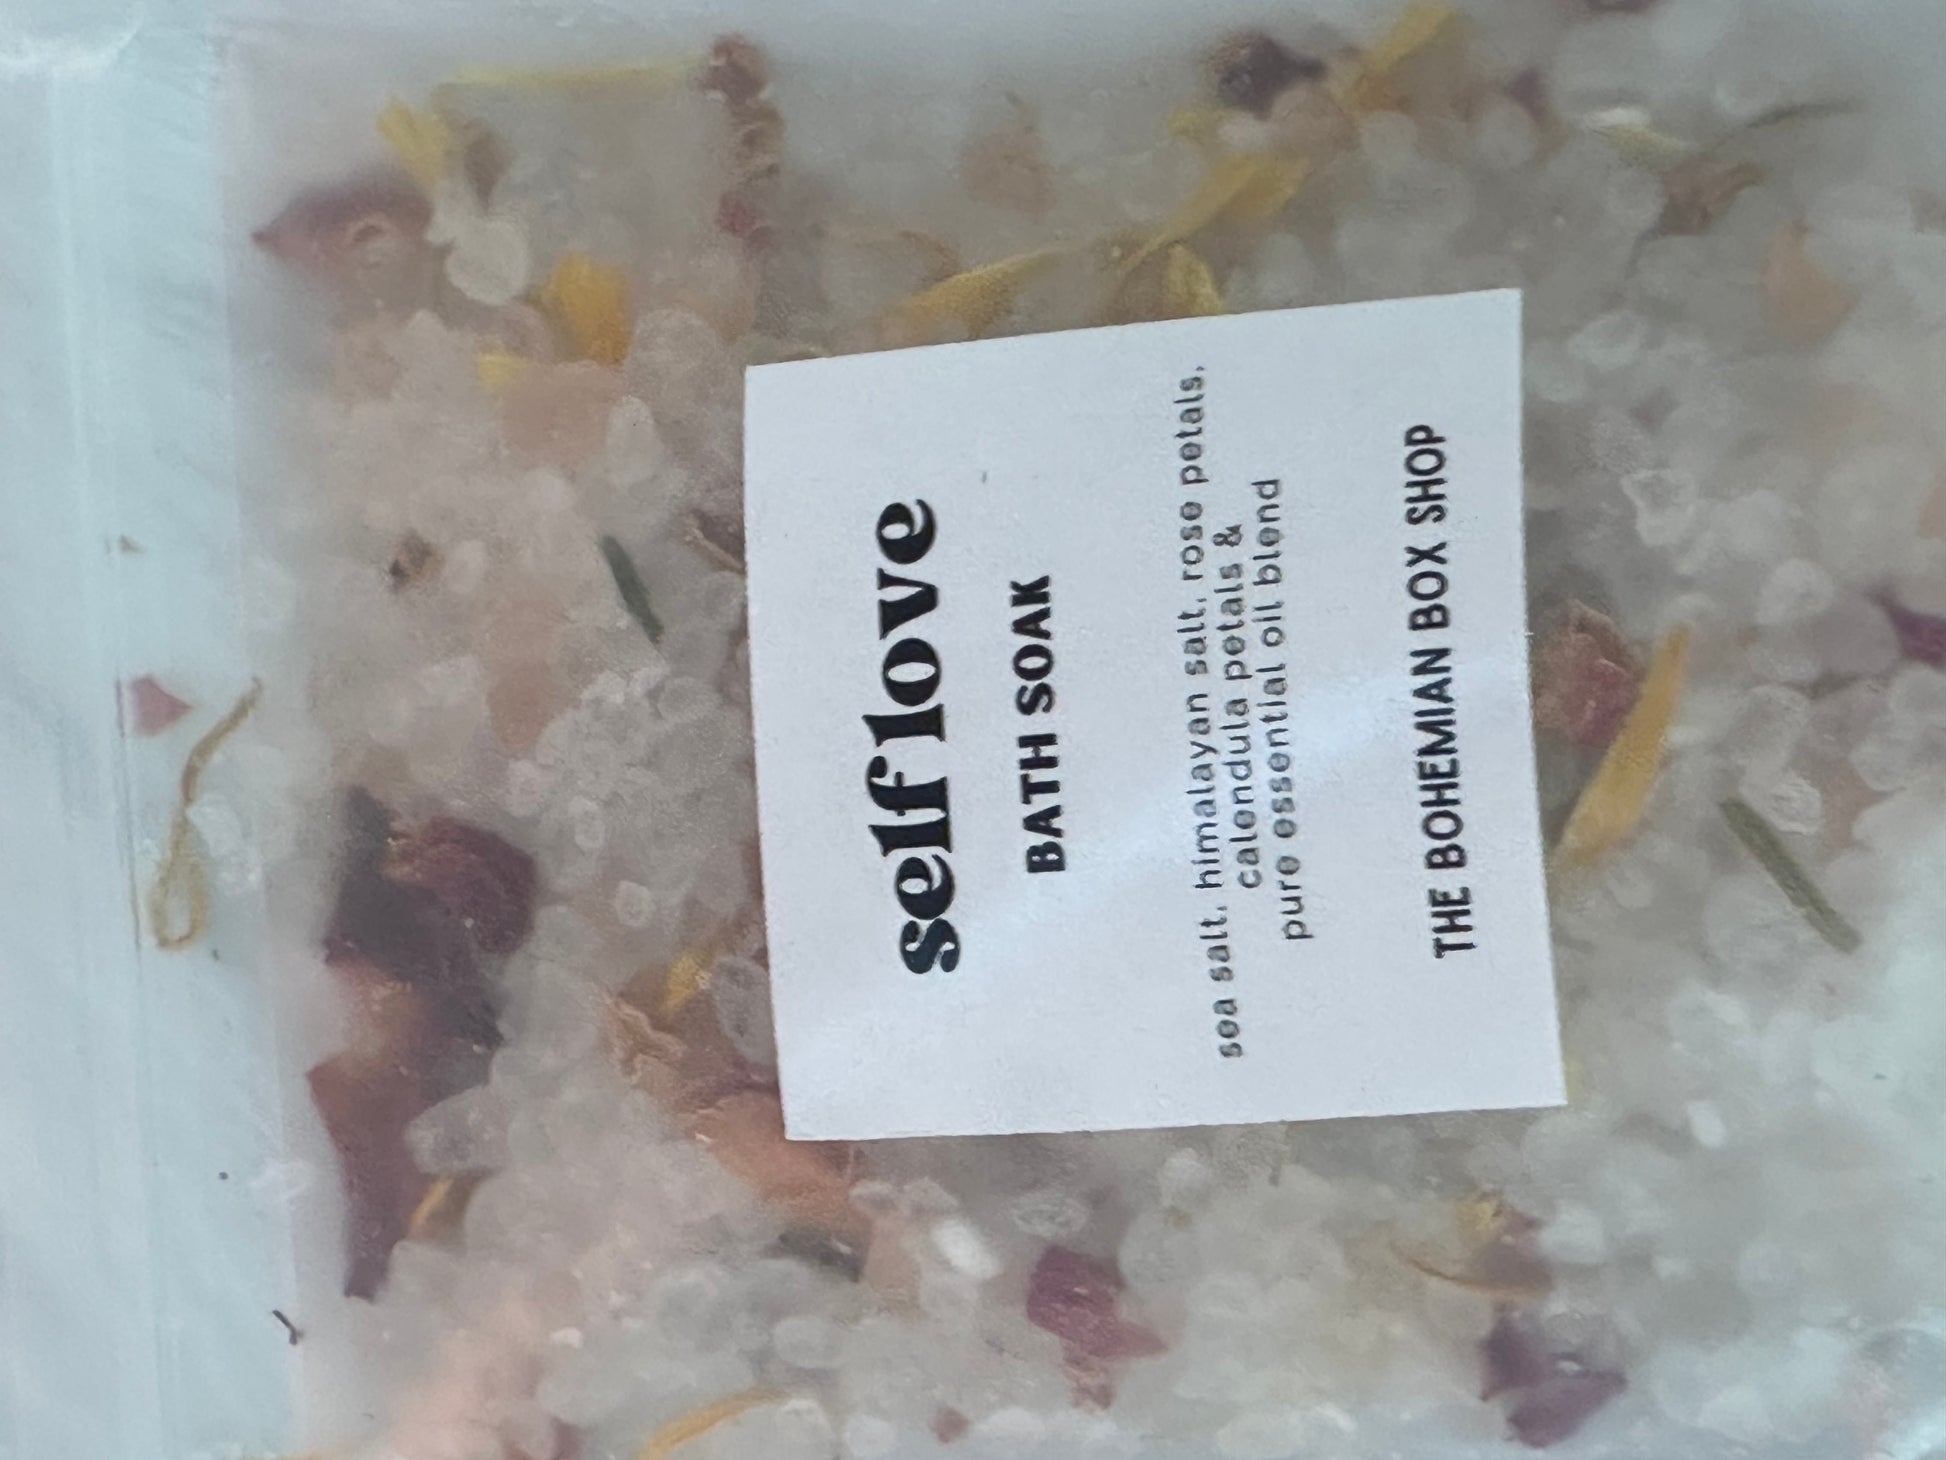 self love
BATH SOAK
sea salt, himalayan salt, rose petals,
calendula petals &
pure essential oil blend
THE BOHEMIAN BOX SHOP